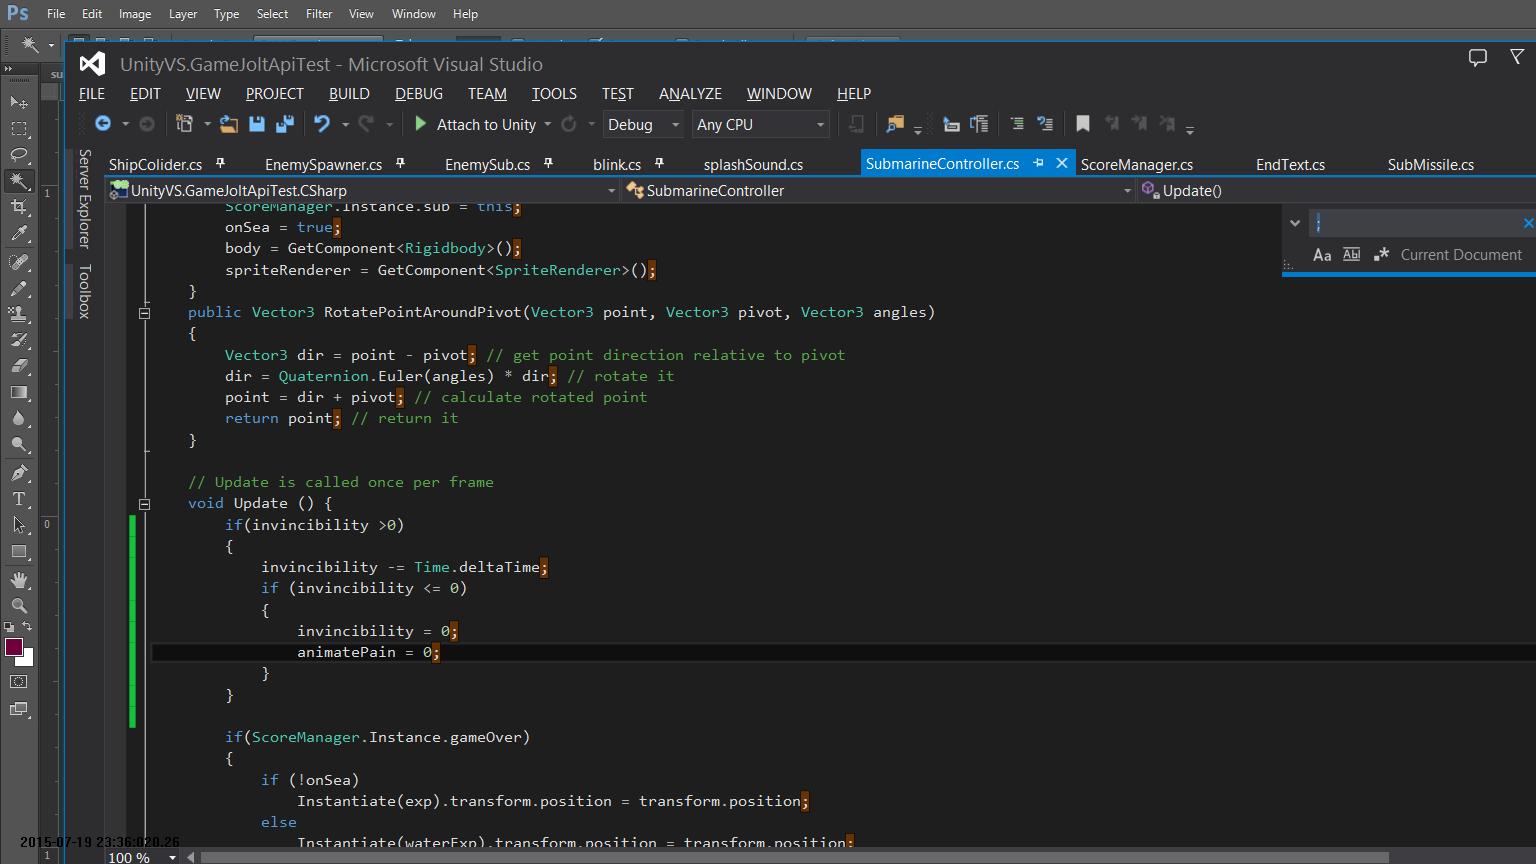 Ps File Edit Image Layer Type Select Filter View Window Help
su
UnityVS.GameJoltApiTest - Microsoft Visual Studio
FILE EDIT VIEW PROJECT BUILD DEBUG TEAM TOOLS TEST ANALYZE WINDOW HELP
Attach to Unity Debug Any CPU
ShipColider.cs EnemySpawner.cs EnemySub.cs blink.cs splashSound.cs SubmarineController.cs ScoreManager.cs EndText.cs SubMissile.cs
UnityVS.GameJoltApiTest.CSharp SubmarineController Update()
Server Explorer
Toolbox
;
Aa Abl Current Document
ScoreManager.Instance.sub = this;
onSea = true;
body = GetComponent<Rigidbody>();
spriteRenderer = GetComponent<SpriteRenderer>();
}
public Vector3 RotatePointAroundPivot(Vector3 point, Vector3 pivot, Vector3 angles)
{
Vector3 dir = point - pivot; // get point direction relative to pivot
dir = Quaternion.Euler(angles) * dir; // rotate it
point = dir + pivot; // calculate rotated point
return point; // return it
}
// Update is called once per frame
void Update () {
if(invincibility >0)
{
invincibility -= Time.deltaTime;
if (invincibility <= 0)
{
invincibility = 0;
animatePain = 0;
}
}
if(ScoreManager.Instance.gameOver)
{
if (!onSea)
Instantiate(exp).transform.position = transform.position;
else
Instantiate(waterExp).transform.position = transform.position;
1
0
1
2015-07-19 23:36:020.26
100 %